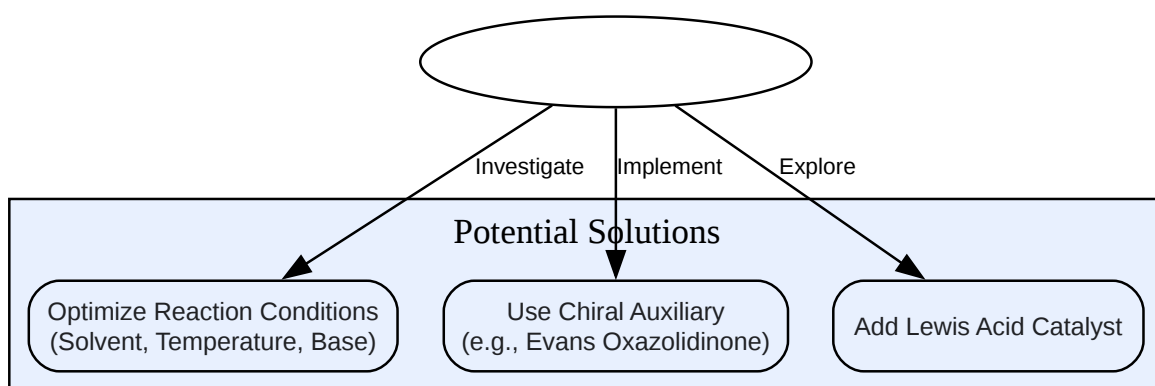 Investigate
Implement
Explore
Potential Solutions
Optimize Reaction Conditions
(Solvent, Temperature, Base)
Use Chiral Auxiliary
(e.g., Evans Oxazolidinone)
Add Lewis Acid Catalyst